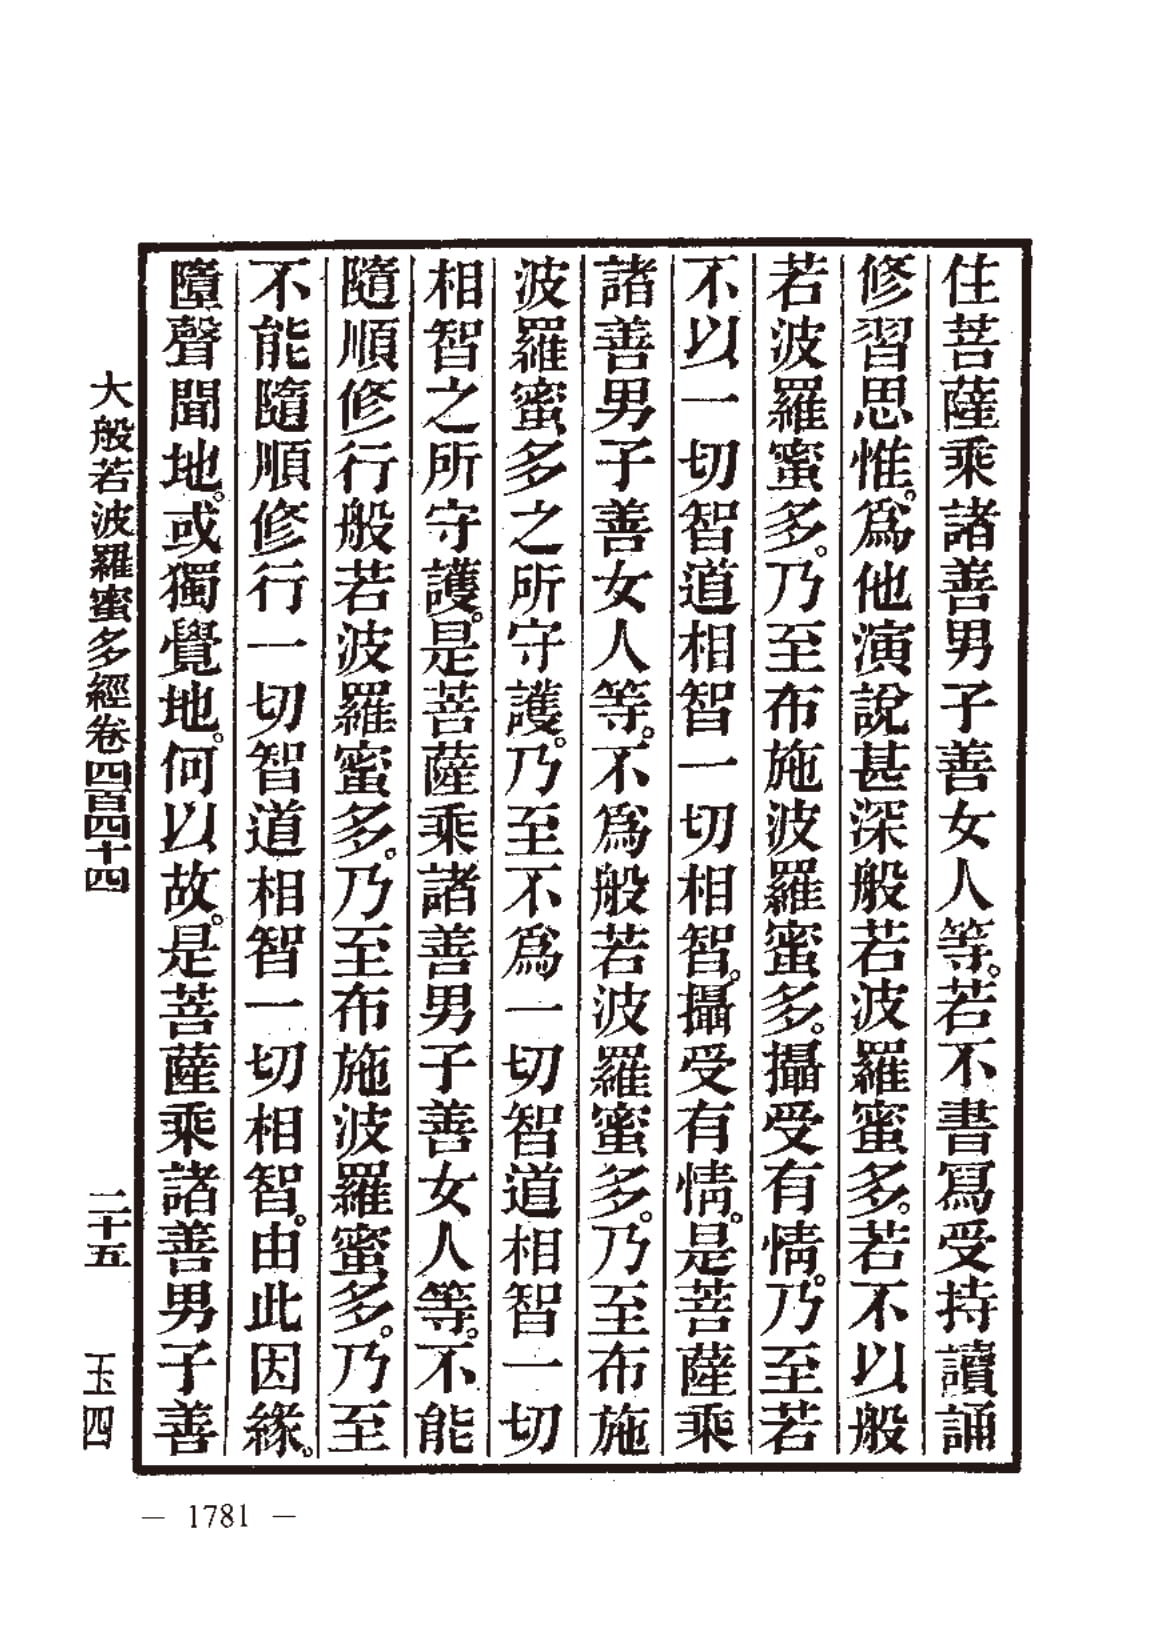 住菩薩乘諸善男子善女人等。若不書寫受持讀誦
修習思惟。爲他演說甚深般若波羅蜜多。若不以般
若波羅蜜多。乃至布施波羅蜜多。攝受有情。乃至若
不以一切智道相智一切相智。攝受有情。是菩薩乘
諸善男子善女人等。不爲般若波羅蜜多。乃至布施
波羅蜜多之所守護。乃至不爲一切智道相智一切
相智之所守護。是菩薩乘諸善男子善女人等。不能
隨順修行般若波羅蜜多。乃至布施波羅蜜多。乃至
不能隨順修行一切智道相智一切相智。由此因緣。
墮聲聞地。或獨覺地。何以故。是菩薩乘諸善男子善
大般若波羅蜜多經卷四百四十四 二十五 玉四
— 1781 —